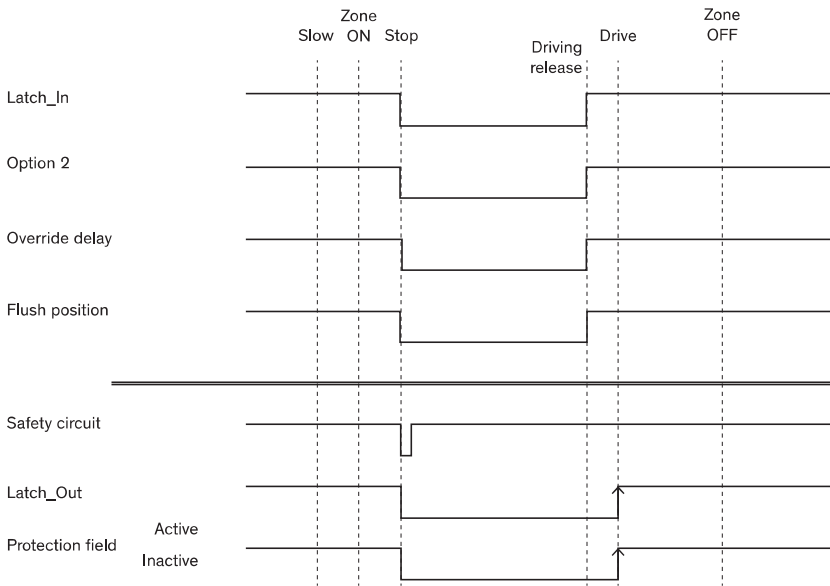 Slow
Zone
ON
Stop
Driving
release
Drive
Zone
OFF
Latch_In
Option 2
Override delay
Flush position
Safety circuit
Latch_Out
Protection field
Active
Inactive